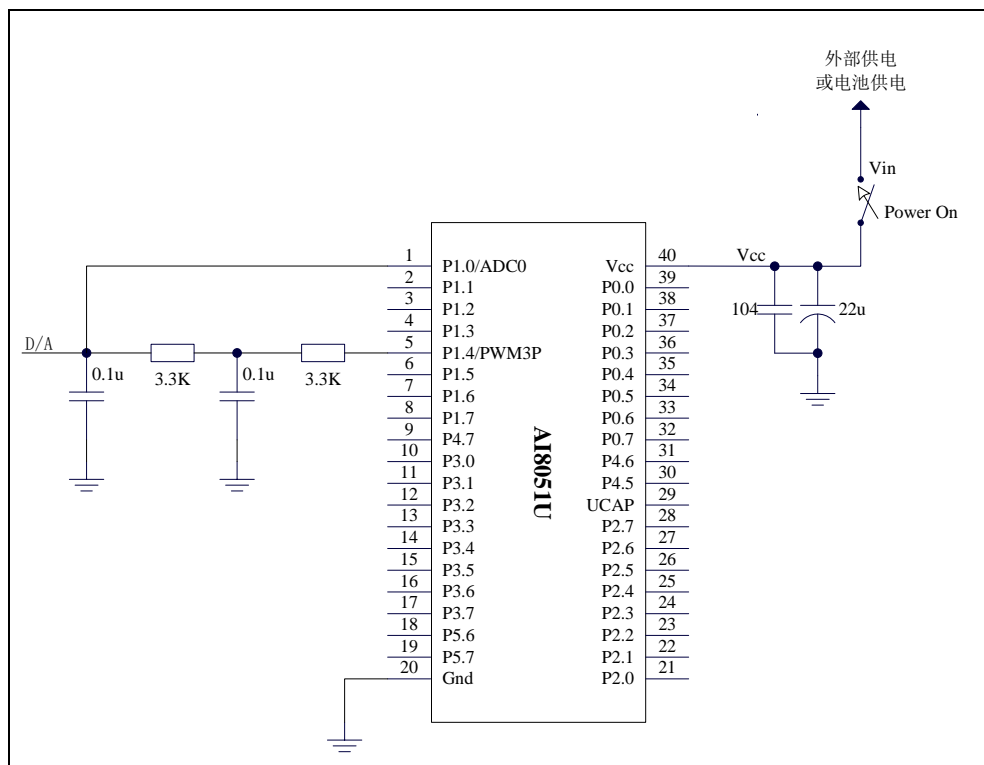 外部供电
或电池供电
Vin
Power On
Vcc
104
22u
D/A
0.1u
3.3K
0.1u
3.3K
AI8051U
1 P1.0/ADC0
2 P1.1
3 P1.2
4 P1.3
5 P1.4/PWM3P
6 P1.5
7 P1.6
8 P1.7
9 P4.7
10 P3.0
11 P3.1
12 P3.2
13 P3.3
14 P3.4
15 P3.5
16 P3.6
17 P3.7
18 P5.6
19 P5.7
20 Gnd
Vcc 40
P0.0 39
P0.1 38
P0.2 37
P0.3 36
P0.4 35
P0.5 34
P0.6 33
P0.7 32
P4.6 31
P4.5 30
UCAP 29
P2.7 28
P2.6 27
P2.5 26
P2.4 25
P2.3 24
P2.2 23
P2.1 22
P2.0 21